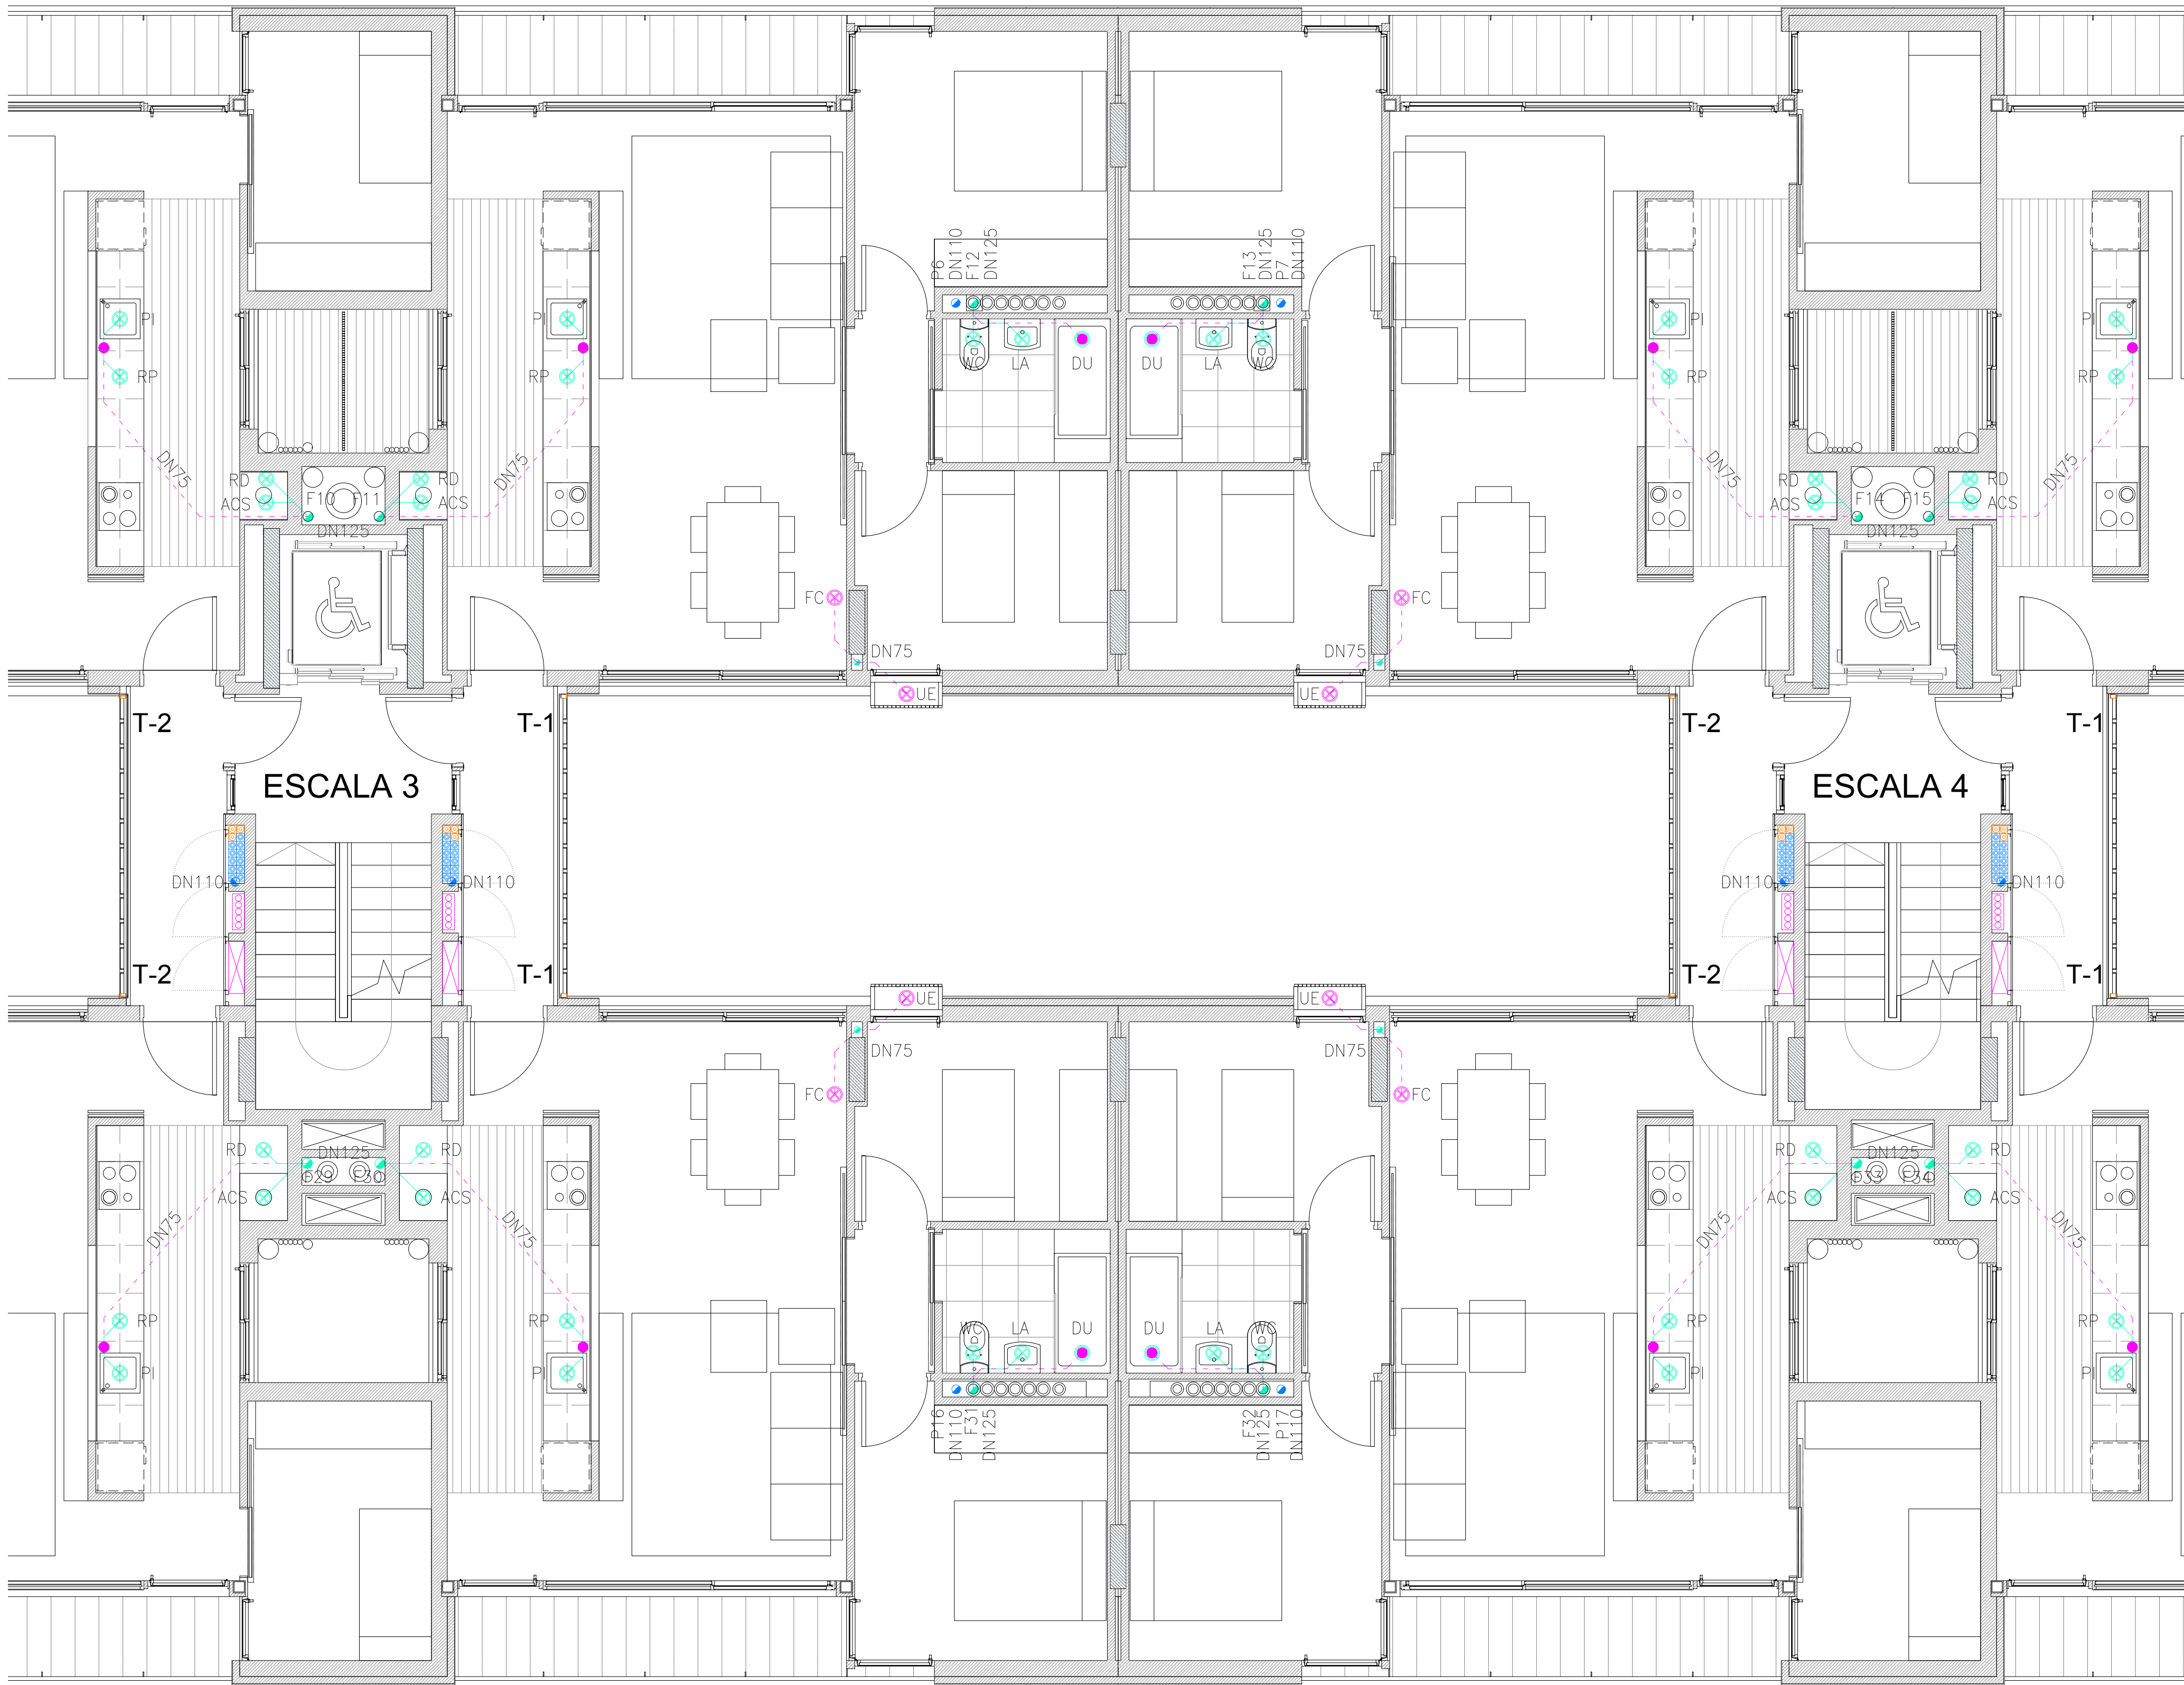 P6
DN110
F12
DN125
F13
DN125
P7
DN110
PI
PI
PI
PI
RP
RP
WC
LA
DU
DU
LA
WC
RP
RP
DN75
DN75
DN75
DN75
RD
RD
RD
RD
ACS
F10
F11
ACS
ACS
F14
F15
ACS
DN125
DN125
FC
FC
DN75
DN75
UE
UE
T-2
T-1
T-2
T-1
ESCALA 3
ESCALA 4
DN110
DN110
DN110
DN110
T-2
T-1
T-2
T-1
UE
UE
DN75
DN75
FC
FC
RD
DN125
RD
RD
DN125
RD
F29
F30
F33
F34
ACS
ACS
ACS
ACS
DN75
DN75
DN75
DN75
RP
RP
WC
LA
DU
DU
LA
WC
RP
RP
PI
PI
PI
PI
P16
DN110
F31
DN125
F32
DN125
P17
DN110